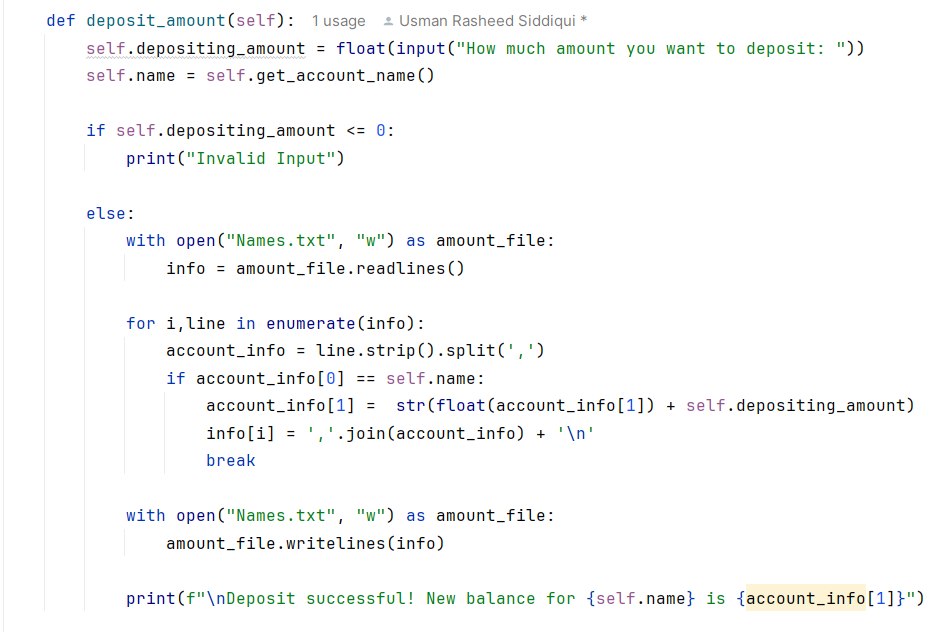 def deposit_amount(self): 1 usage Usman Rasheed Siddiqui *
self.depositing_amount = float(input("How much amount you want to deposit: "))
self.name = self.get_account_name()
if self.depositing_amount <= 0:
print("Invalid Input")
else:
with open("Names.txt", "w") as amount_file:
info = amount_file.readlines()
for i,line in enumerate(info):
account_info = line.strip().split(',')
if account_info[0] == self.name:
account_info[1] =  str(float(account_info[1]) + self.depositing_amount)
info[i] = ','.join(account_info) + '\n'
break
with open("Names.txt", "w") as amount_file:
amount_file.writelines(info)
print(f"\nDeposit successful! New balance for {self.name} is {account_info[1]}")